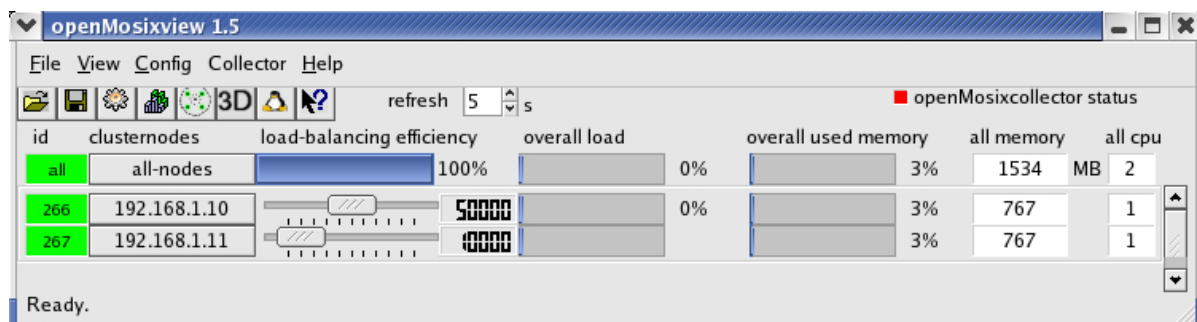 openMosixview 1.5
File View Config Collector Help
3D refresh 5 s openMosixcollector status
id clusternodes load-balancing efficiency overall load overall used memory all memory all cpu
all all-nodes 100% 0% 3% 1534 MB 2
266 192.168.1.10 50000 0% 3% 767 1
267 192.168.1.11 10000 3% 767 1
Ready.